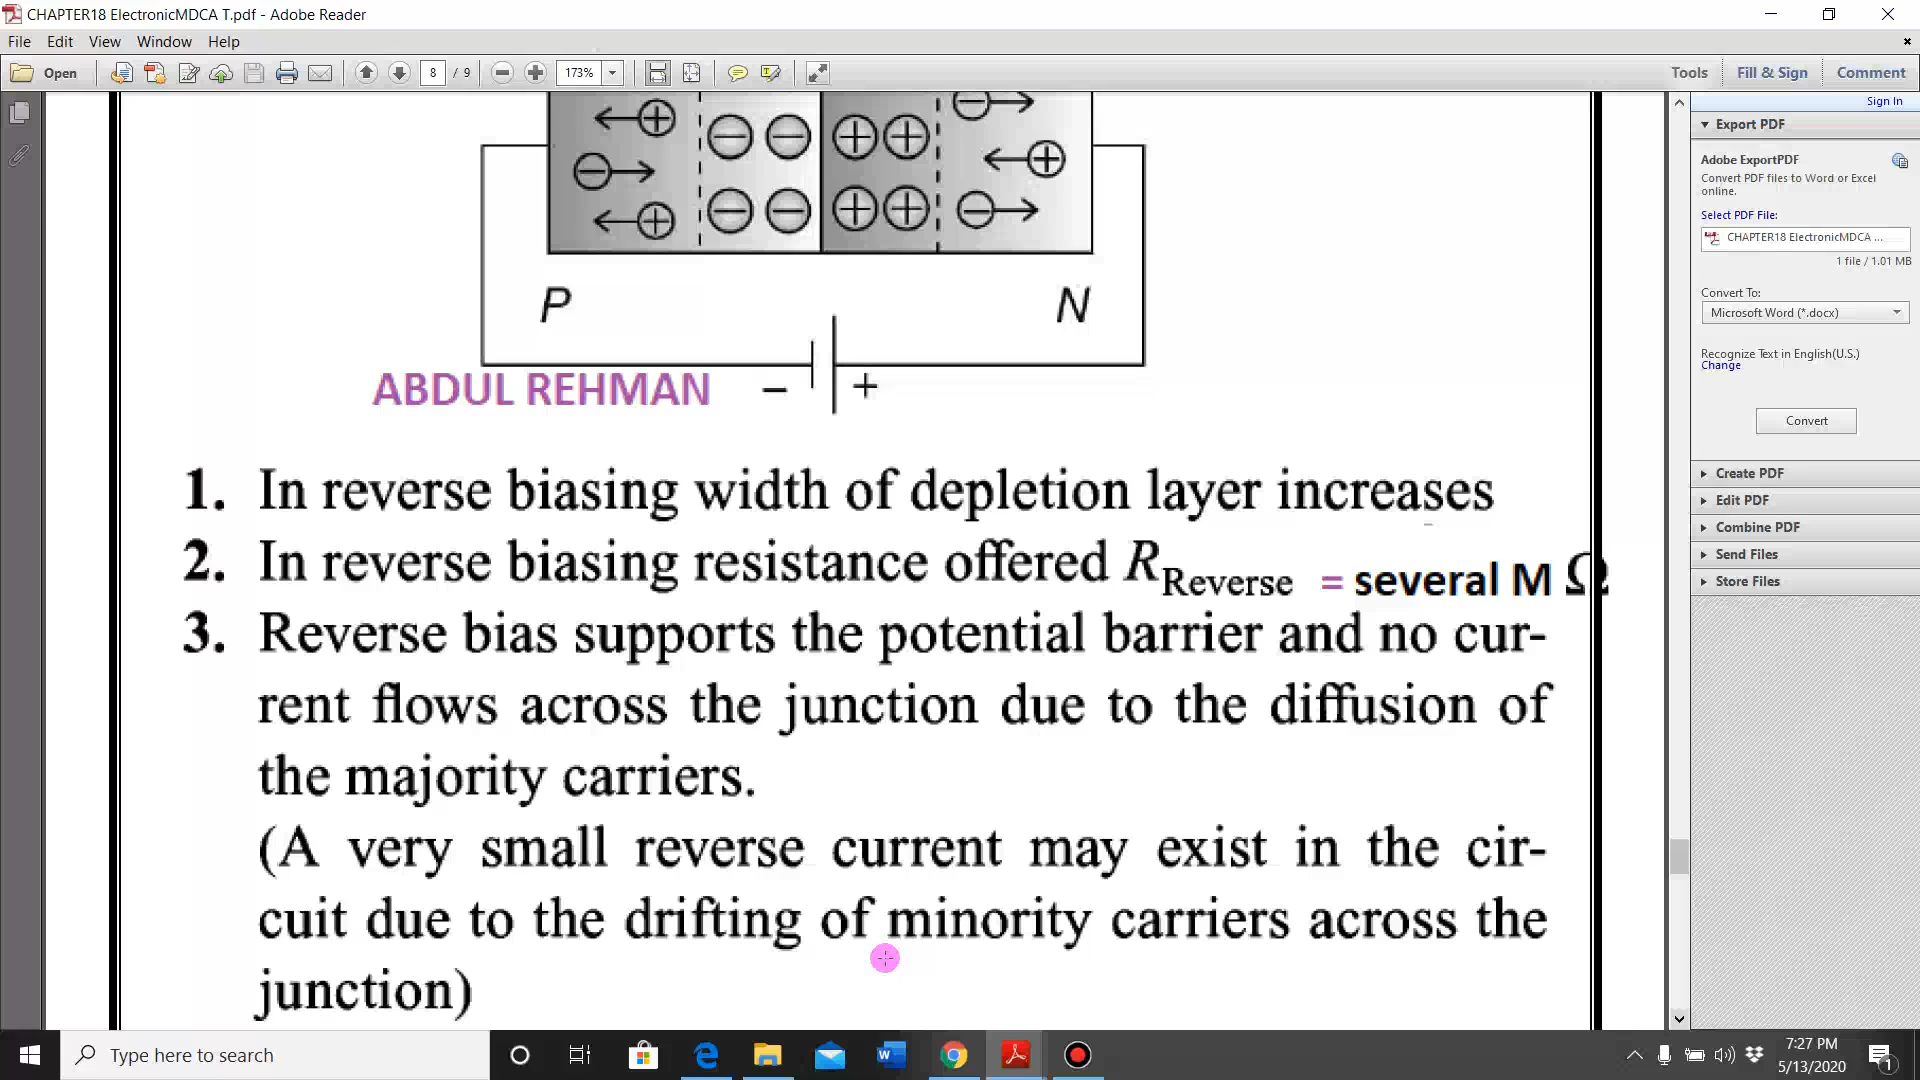 CHAPTER18 ElectronicMDCA T.pdf - Adobe Reader
File Edit View Window Help
Open 8 / 9 173% Tools Fill & Sign Comment
Sign In
Export PDF
Adobe ExportPDF
Convert PDF files to Word or Excel
online.
Select PDF File:
CHAPTER18 ElectronicMDCA ...
1 file / 1.01 MB
Convert To:
Microsoft Word (*.docx)
Recognize Text in English(U.S.)
Change
Convert
Create PDF
Edit PDF
Combine PDF
Send Files
Store Files
P N
ABDUL REHMAN − +
1. In reverse biasing width of depletion layer increases
2. In reverse biasing resistance offered R Reverse = several M Ω
3. Reverse bias supports the potential barrier and no cur-
rent flows across the junction due to the diffusion of
the majority carriers.
(A very small reverse current may exist in the cir-
cuit due to the drifting of minority carriers across the
junction)
Type here to search
7:27 PM
5/13/2020
1